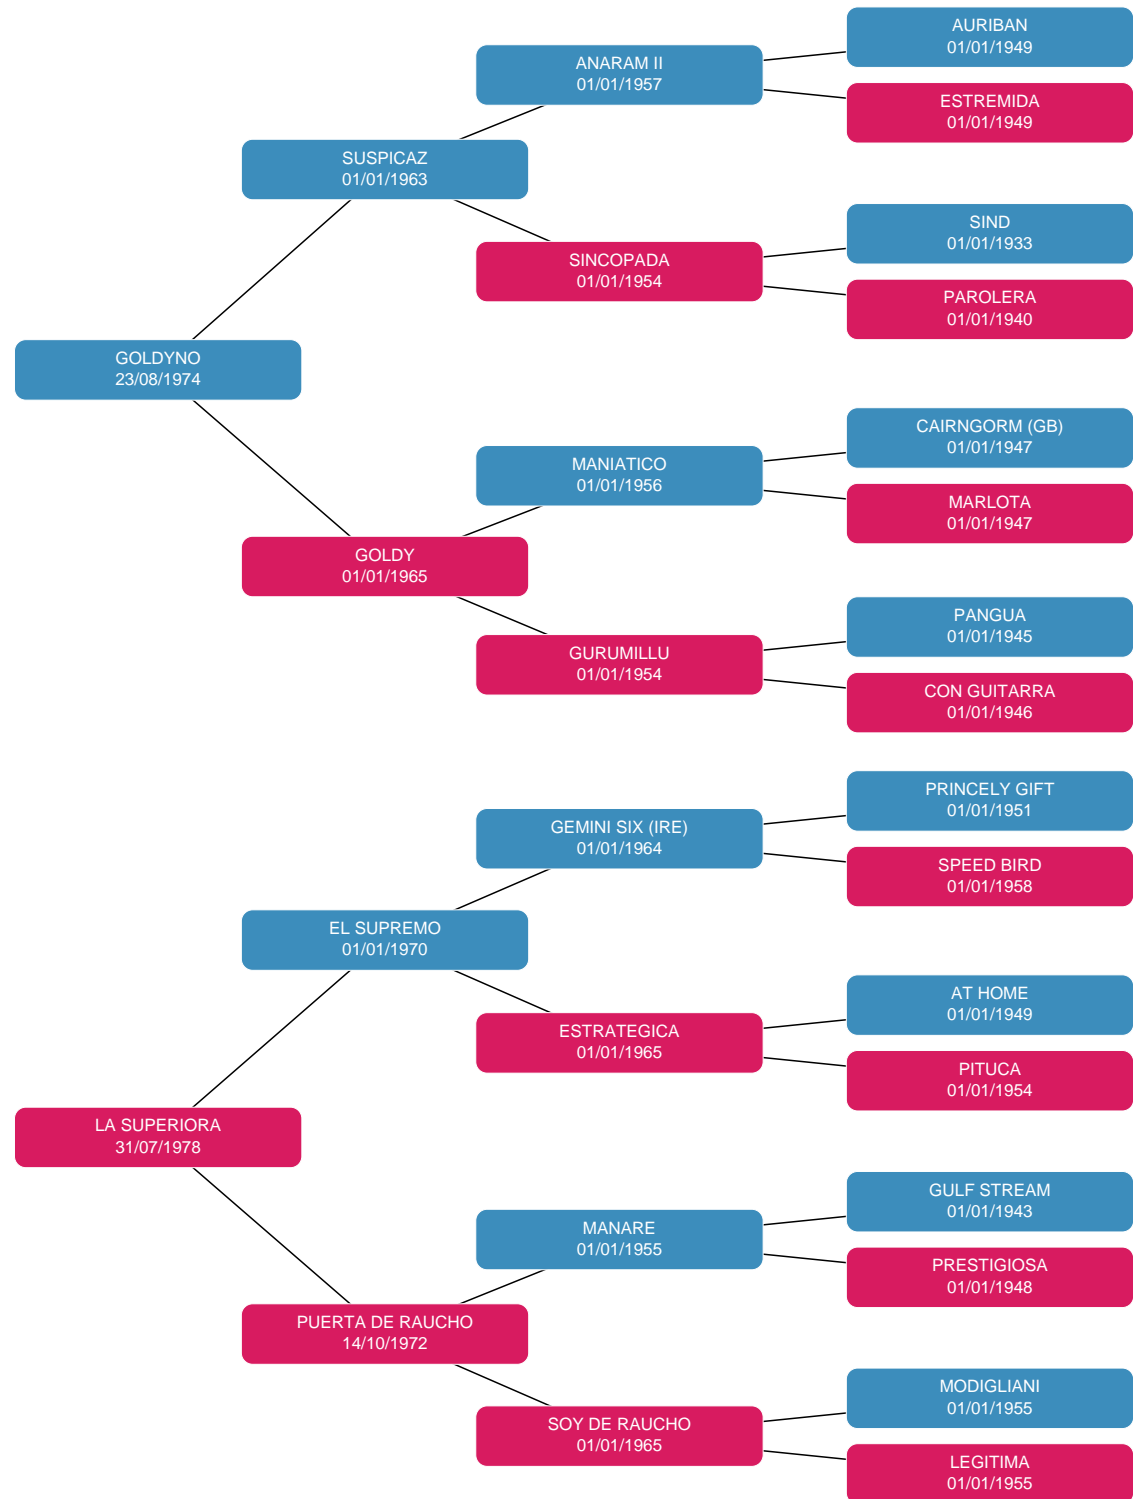 AURIBAN
01/01/1949
ANARAM II
01/01/1957
ESTREMIDA
01/01/1949
SUSPICAZ
01/01/1963
SIND
01/01/1933
SINCOPADA
01/01/1954
PAROLERA
01/01/1940
GOLDYNO
23/08/1974
CAIRNGORM (GB)
01/01/1947
MANIATICO
01/01/1956
MARLOTA
01/01/1947
GOLDY
01/01/1965
PANGUA
01/01/1945
GURUMILLU
01/01/1954
CON GUITARRA
01/01/1946
PRINCELY GIFT
01/01/1951
GEMINI SIX (IRE)
01/01/1964
SPEED BIRD
01/01/1958
EL SUPREMO
01/01/1970
AT HOME
01/01/1949
ESTRATEGICA
01/01/1965
PITUCA
01/01/1954
LA SUPERIORA
31/07/1978
GULF STREAM
01/01/1943
MANARE
01/01/1955
PRESTIGIOSA
01/01/1948
PUERTA DE RAUCHO
14/10/1972
MODIGLIANI
01/01/1955
SOY DE RAUCHO
01/01/1965
LEGITIMA
01/01/1955